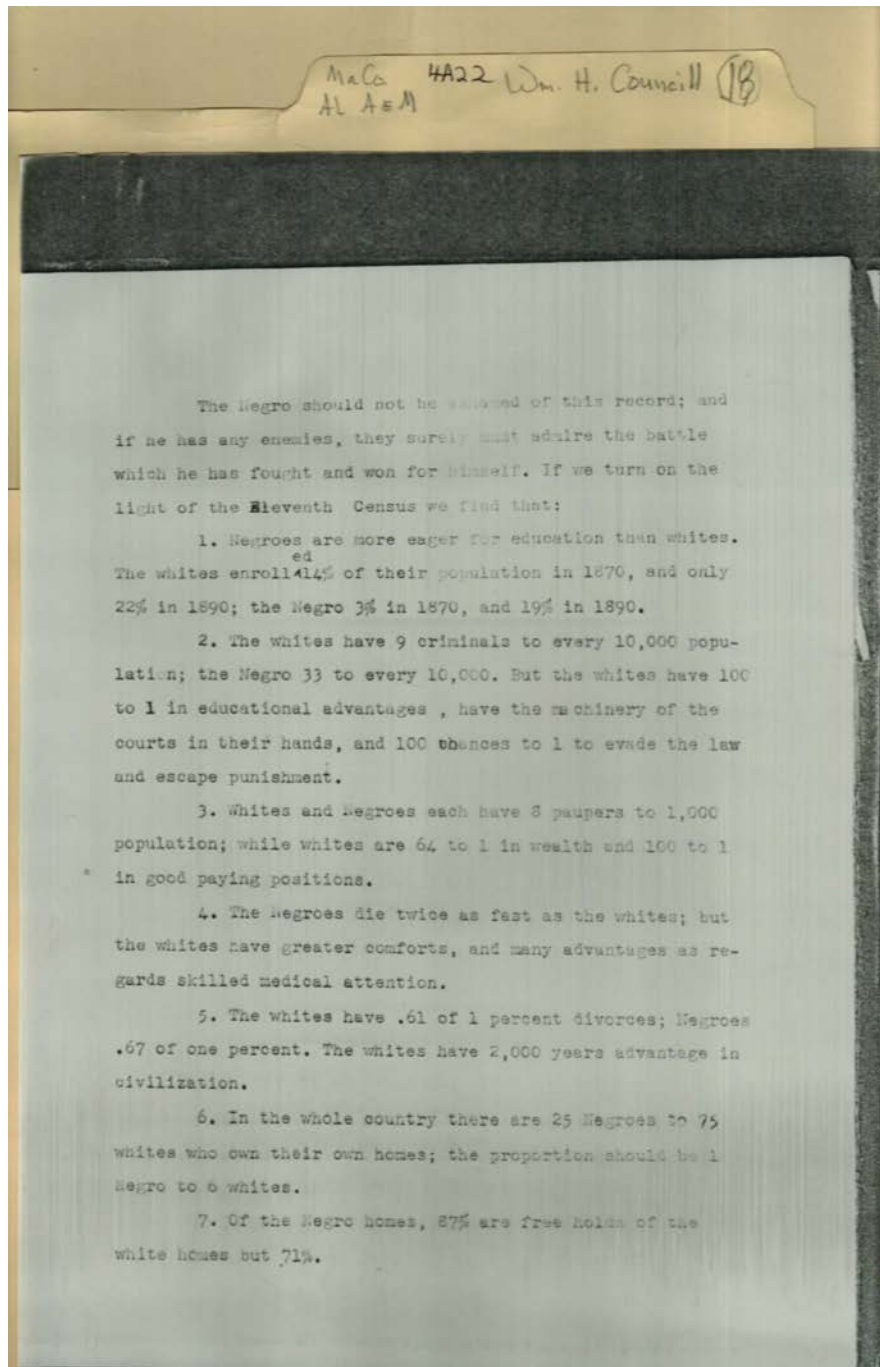 MaCo 4A22 Wm. H. Councill 18
AL A&M
The Negro should not be of this record; and
if he has any enemies, they surely must admire the battle
which he has fought and won for himself. If we turn on the
light of the Eleventh Census we find that:
1. Negroes are more eager for education than whites.
ed
The whites enroll 14% of their population in 1870, and only
22% in 1890; the Negro 3% in 1870, and 19% in 1890.
2. The whites have 9 criminals to every 10,000 popu-
lation; the Negro 33 to every 10,000. But the whites have 100
to 1 in educational advantages , have the machinery of the
courts in their hands, and 100 chances to 1 to evade the law
and escape punishment.
3. Whites and Negroes each have 8 paupers to 1,000
population; while whites are 64 to 1 in wealth and 100 to 1
in good paying positions.
4. The Negroes die twice as fast as the whites; but
the whites have greater comforts, and many advantages as re-
gards skilled medical attention.
5. The whites have .61 of 1 percent divorces; Negroes
.67 of one percent. The whites have 2,000 years advantage in
civilization.
6. In the whole country there are 25 Negroes to 75
whites who own their own homes; the proportion should be 1
Negro to 6 whites.
7. Of the Negro homes, 87% are free of the
white homes but 71%.